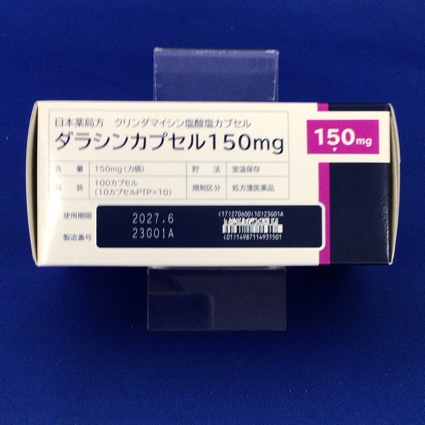 日本薬局方 クリンダマイシン塩酸塩カプセル
ダラシンカプセル150mg
150mg
含 量 150mg(力価) 貯 法 室温保存
包 装 100カプセル (10カプセルPTP×10) 規制区分 処方箋医薬品
使用期限 2027.6
製造番号 23G01A
(17)270600(10)23G01A
(01)14987114931501